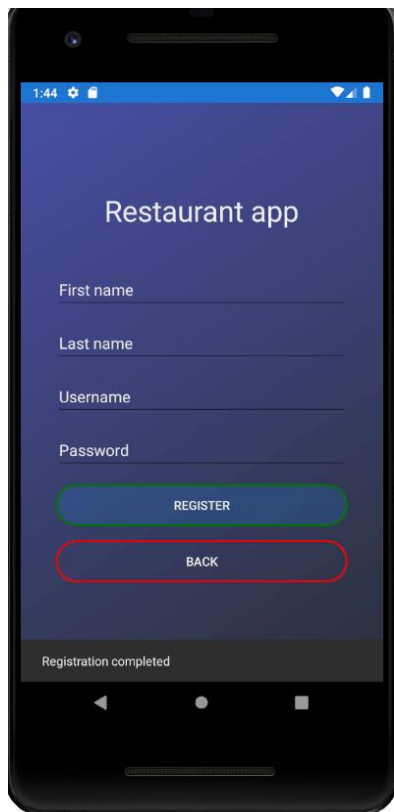 1:44
Restaurant app
First name
Last name
Username
Password
REGISTER
BACK
Registration completed